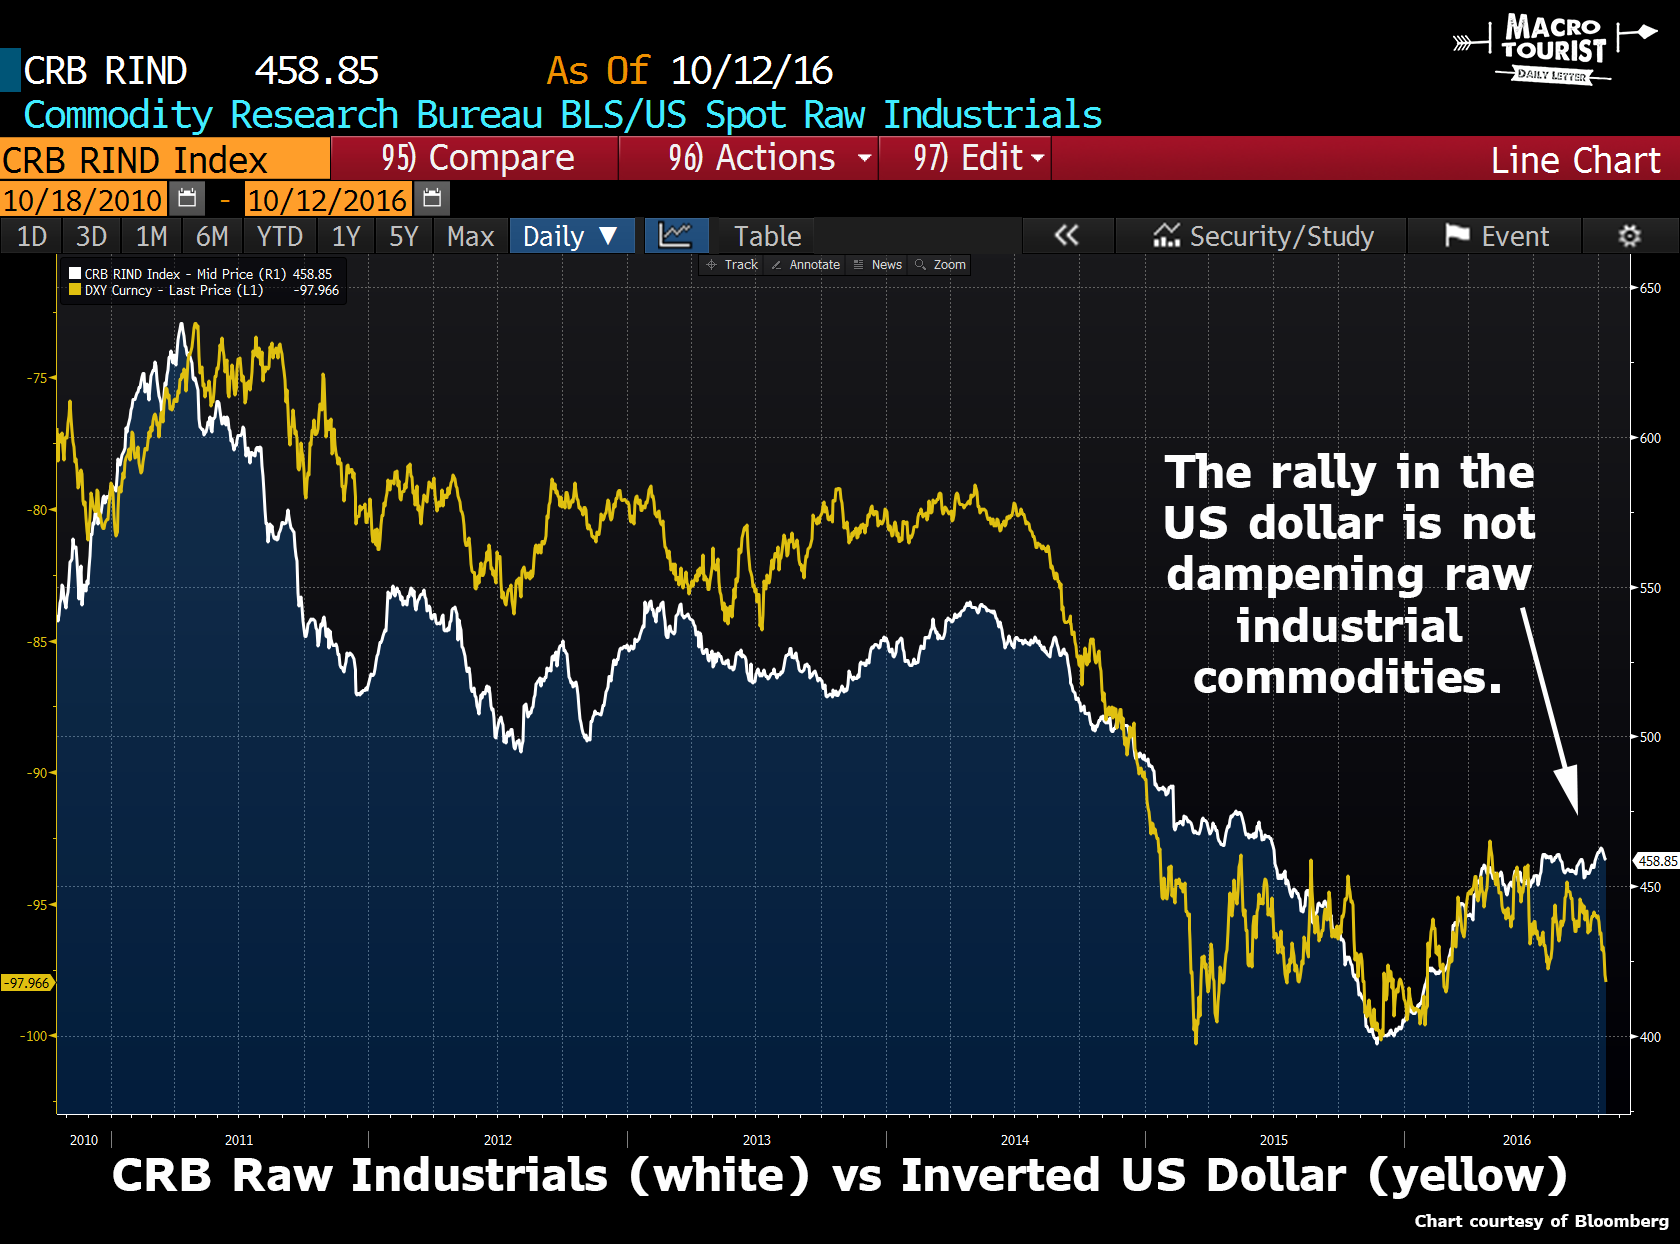 MACRO
TOURIST
DAILY LETTER
CRB RIND 458.85 As Of 10/12/16
Commodity Research Bureau BLS/US Spot Raw Industrials
CRB RIND Index 95) Compare 96) Actions 97) Edit Line Chart
10/18/2010 - 10/12/2016
1D 3D 1M 6M YTD 1Y 5Y Max Daily ▼ Table « Security/Study Event
Track Annotate News Zoom
CRB RIND Index - Mid Price (R1) 458.85
DXY Curncy - Last Price (L1) -97.966
650
-75
600
-80
550
-85
500
-90
458.85
450
-95
-97.966
-100
400
The rally in the
US dollar is not
dampening raw
industrial
commodities.
2010 2011 2012 2013 2014 2015 2016
CRB Raw Industrials (white) vs Inverted US Dollar (yellow)
Chart courtesy of Bloomberg